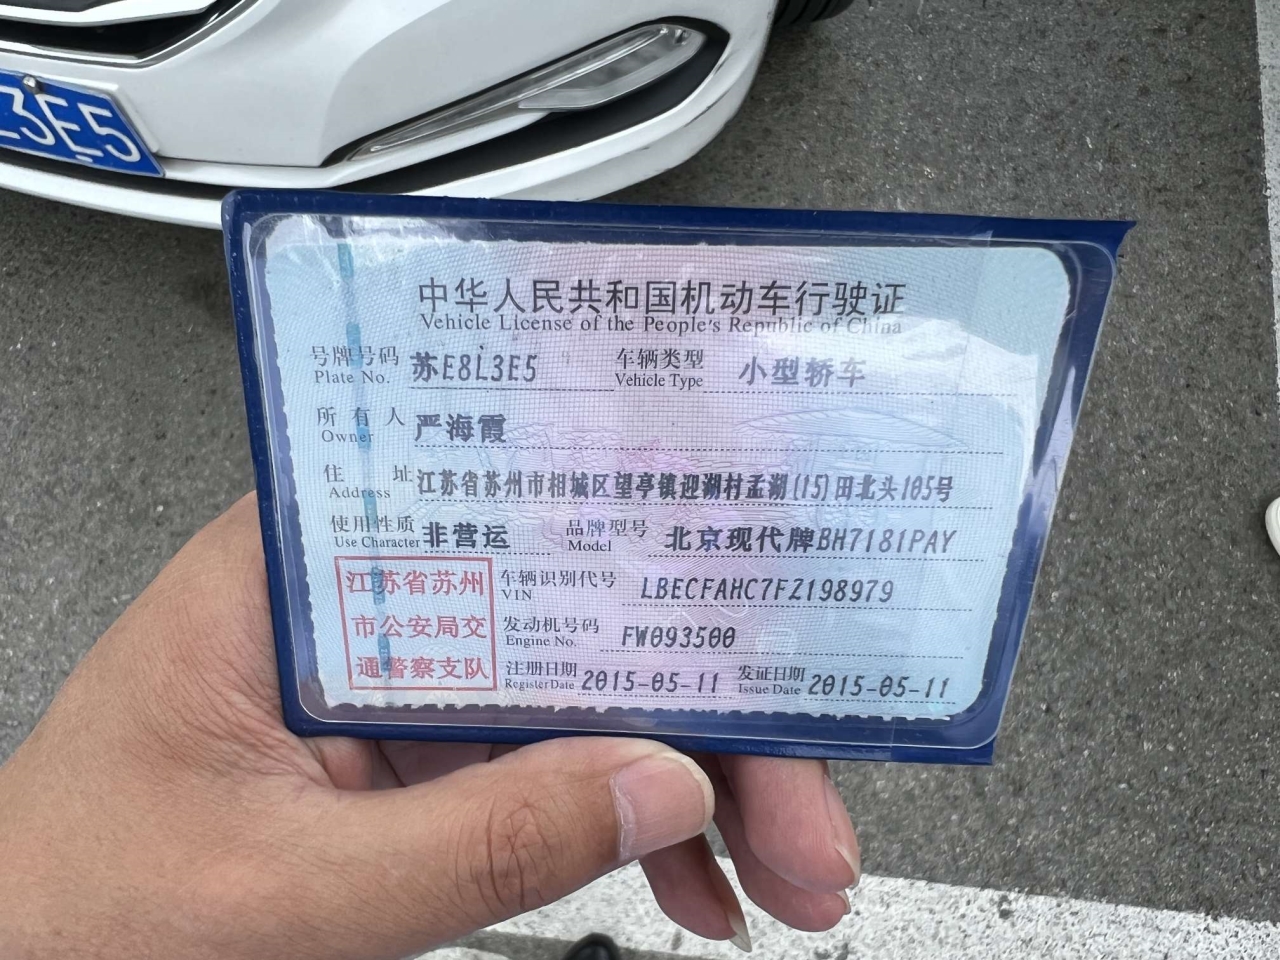 L3E5
中华人民共和国机动车行驶证
Vehicle License of the People's Republic of China
号牌号码 苏E8L3E5 车辆类型 小型轿车
Plate No. Vehicle Type
所有人 严海霞
Owner
住址 江苏省苏州市相城区望亭镇迎湖村孟湖(15)田北头105号
Address
使用性质 非营运 品牌型号 北京现代牌BH7181PAY
Use Character Model
江苏省苏州
市公安局交
通警察支队
车辆识别代号 LBECFAHC7FZ198979
VIN
发动机号码 FW093500
Engine No.
注册日期 2015-05-11 发证日期 2015-05-11
Register Date Issue Date